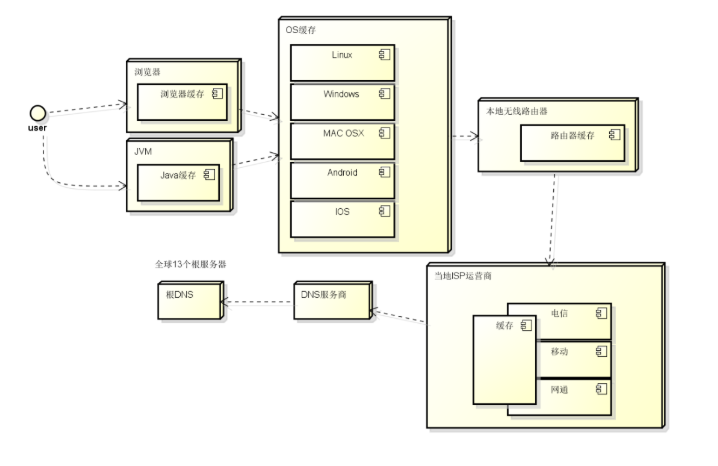 OS缓存
Linux
Windows
MAC OSX
Android
IOS
浏览器
浏览器缓存
user
JVM
Java缓存
本地无线路由器
路由器缓存
全球13个根服务器
根DNS
DNS服务商
当地ISP运营商
缓存
电信
移动
网通